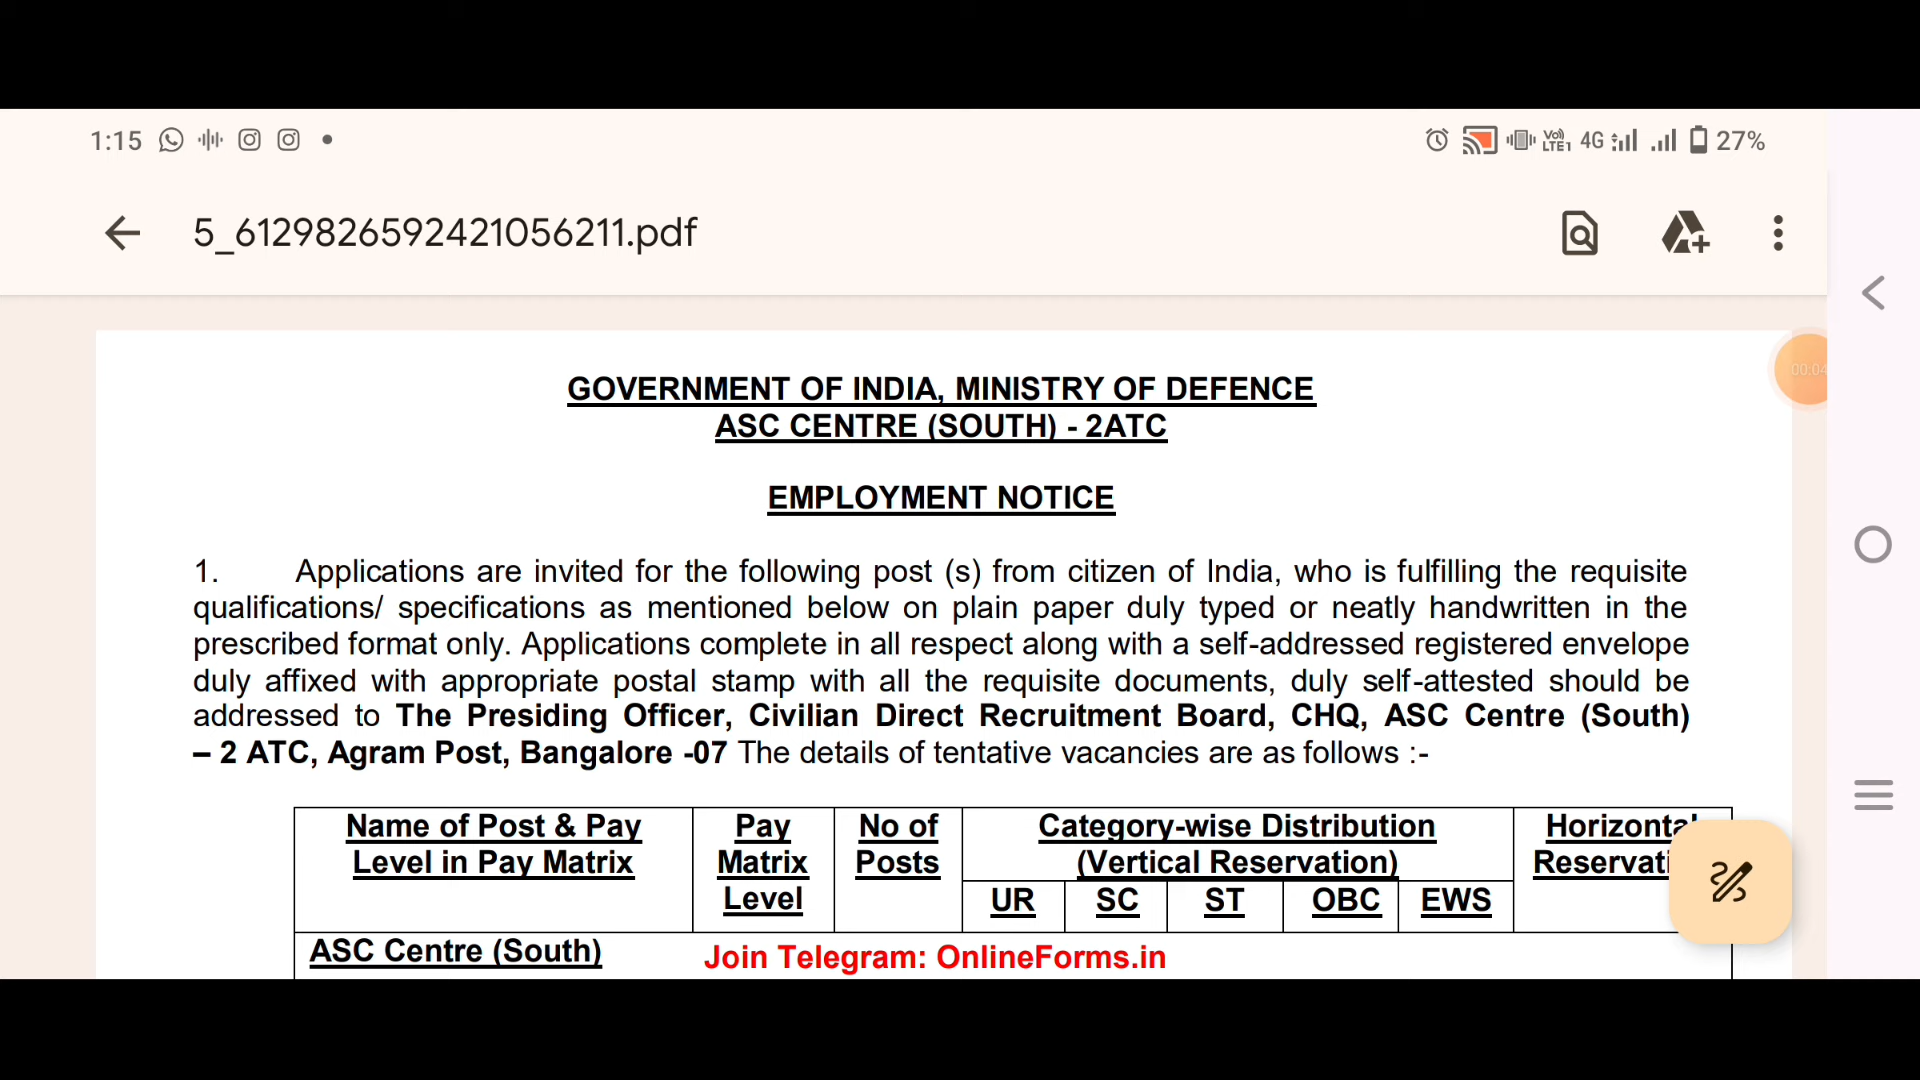 1:15
Vo) LTE1 4G 27%
5_6129826592421056211.pdf
00:04
GOVERNMENT OF INDIA, MINISTRY OF DEFENCE
ASC CENTRE (SOUTH) - 2ATC
EMPLOYMENT NOTICE
1. Applications are invited for the following post (s) from citizen of India, who is fulfilling the requisite
qualifications/ specifications as mentioned below on plain paper duly typed or neatly handwritten in the
prescribed format only. Applications complete in all respect along with a self-addressed registered envelope
duly affixed with appropriate postal stamp with all the requisite documents, duly self-attested should be
addressed to The Presiding Officer, Civilian Direct Recruitment Board, CHQ, ASC Centre (South)
– 2 ATC, Agram Post, Bangalore -07 The details of tentative vacancies are as follows :-
Name of Post & Pay
Level in Pay Matrix
Pay
Matrix
Level
No of
Posts
Category-wise Distribution
(Vertical Reservation)
UR SC ST OBC EWS
Horizontal
Reservati
ASC Centre (South)
Join Telegram: OnlineForms.in